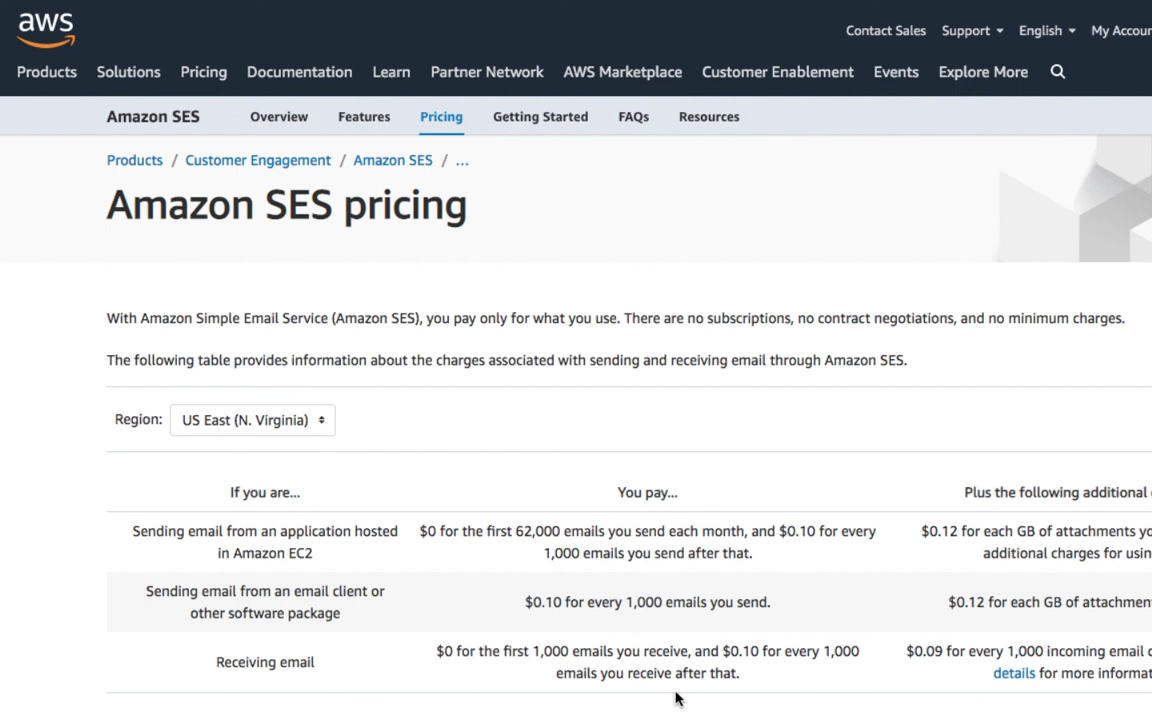 aws
Contact Sales Support English My Accour
Products Solutions Pricing Documentation Learn Partner Network AWS Marketplace Customer Enablement Events Explore More
Amazon SES Overview Features Pricing Getting Started FAQs Resources
Products / Customer Engagement / Amazon SES / ...
Amazon SES pricing
With Amazon Simple Email Service (Amazon SES), you pay only for what you use. There are no subscriptions, no contract negotiations, and no minimum charges.
The following table provides information about the charges associated with sending and receiving email through Amazon SES.
Region: US East (N. Virginia)
If you are... You pay... Plus the following additional
Sending email from an application hosted $0 for the first 62,000 emails you send each month, and $0.10 for every $0.12 for each GB of attachments yo
in Amazon EC2 1,000 emails you send after that. additional charges for usin
Sending email from an email client or
other software package $0.10 for every 1,000 emails you send. $0.12 for each GB of attachment
Receiving email $0 for the first 1,000 emails you receive, and $0.10 for every 1,000 $0.09 for every 1,000 incoming email c
emails you receive after that. details for more informat